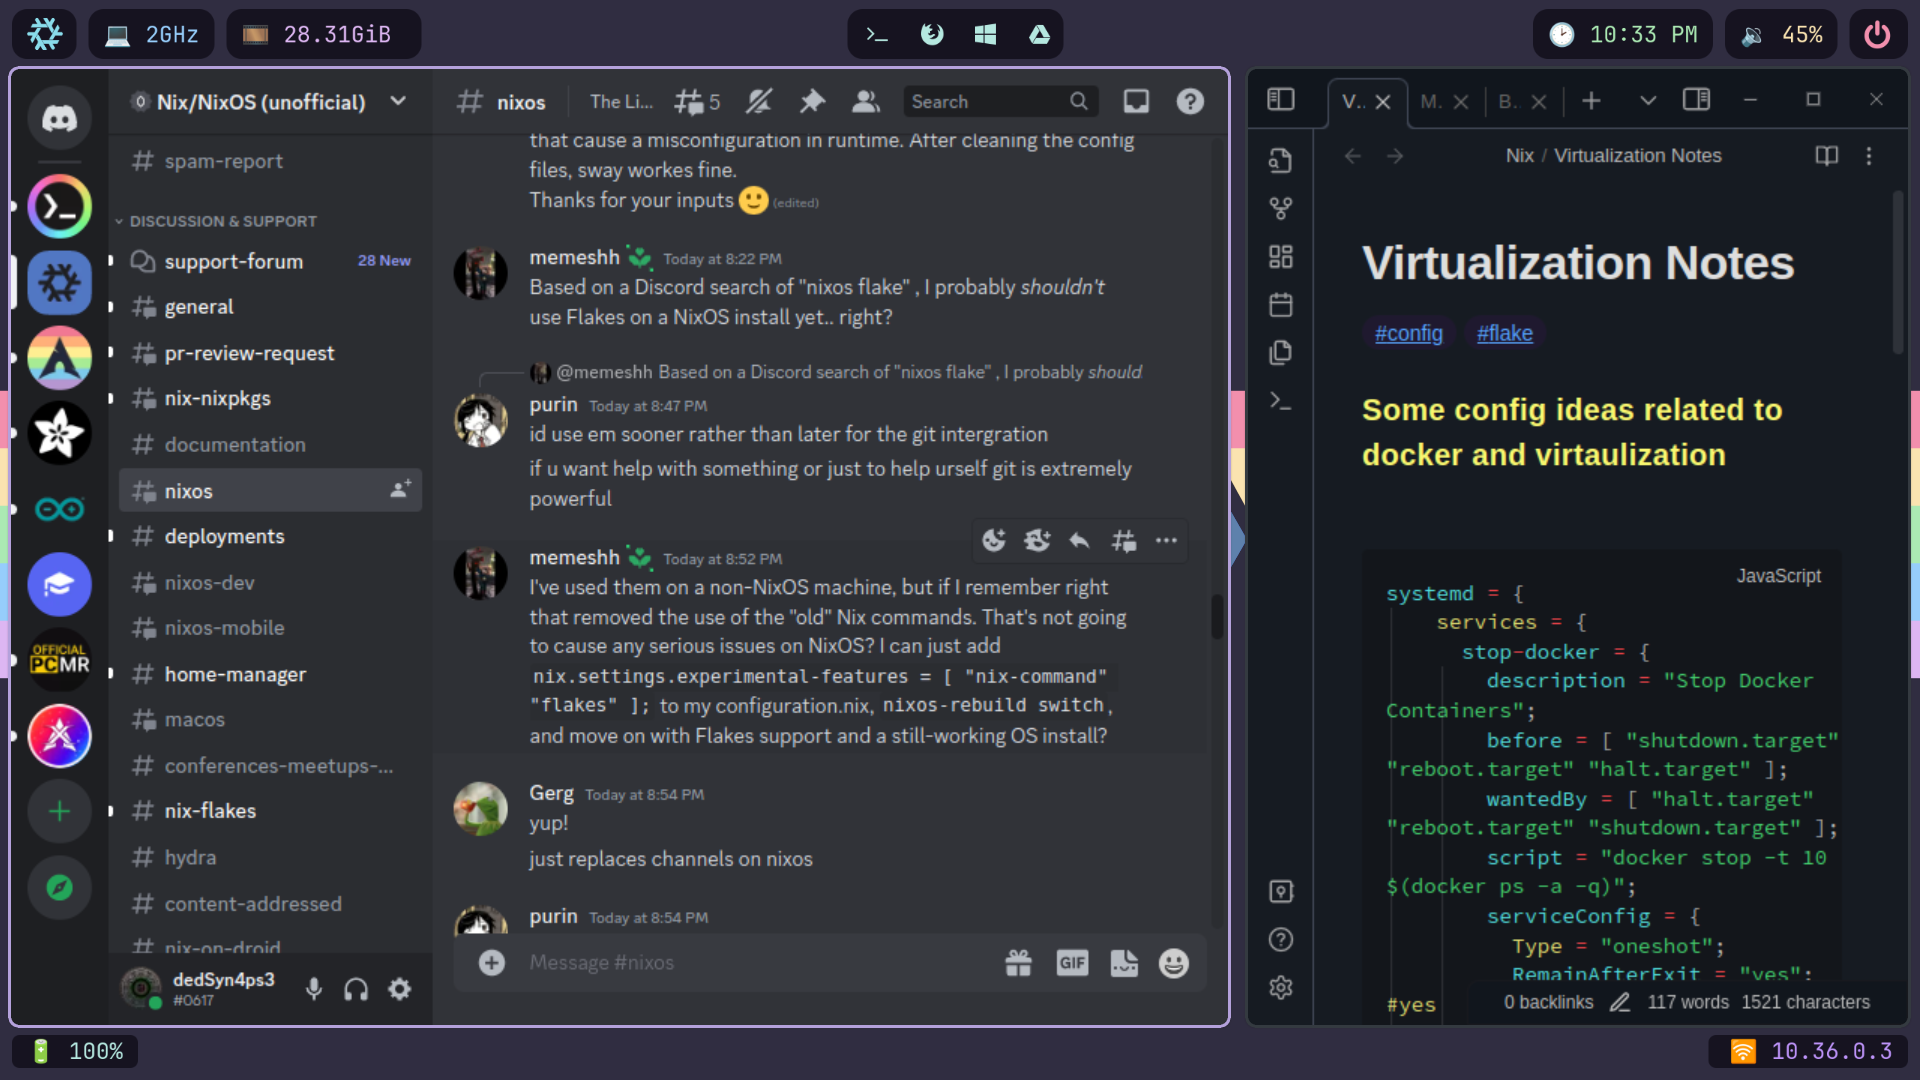 2GHz
28.31GiB
10:33 PM
45%
Nix/NixOS (unofficial)
spam-report
DISCUSSION & SUPPORT
support-forum 28 New
general
pr-review-request
nix-nixpkgs
documentation
nixos
deployments
nixos-dev
nixos-mobile
home-manager
macos
conferences-meetups-...
nix-flakes
hydra
content-addressed
nix-on-droid
OFFICIAL
PCMR
dedSyn4ps3
#0617
nixos
The Li...
5
Search
that cause a misconfiguration in runtime. After cleaning the config
files, sway workes fine.
Thanks for your inputs 🙂 (edited)
memeshh Today at 8:22 PM
Based on a Discord search of "nixos flake" , I probably shouldn't
use Flakes on a NixOS install yet.. right?
@memeshh Based on a Discord search of "nixos flake" , I probably should
purin Today at 8:47 PM
id use em sooner rather than later for the git intergration
if u want help with something or just to help urself git is extremely
powerful
memeshh Today at 8:52 PM
I've used them on a non-NixOS machine, but if I remember right
that removed the use of the "old" Nix commands. That's not going
to cause any serious issues on NixOS? I can just add
nix.settings.experimental-features = [ "nix-command"
"flakes" ]; to my configuration.nix, nixos-rebuild switch,
and move on with Flakes support and a still-working OS install?
Gerg Today at 8:54 PM
yup!
just replaces channels on nixos
purin Today at 8:54 PM
Message #nixos
GIF
V..
M.
B.
Nix / Virtualization Notes
Virtualization Notes
#config #flake
Some config ideas related to
docker and virtaulization
JavaScript
systemd = {
services = {
stop-docker = {
description = "Stop Docker
Containers";
before = [ "shutdown.target"
"reboot.target" "halt.target" ];
wantedBy = [ "halt.target"
"reboot.target" "shutdown.target" ];
script = "docker stop -t 10
$(docker ps -a -q)";
serviceConfig = {
Type = "oneshot";
RemainAfterExit = "yes";
#yes
0 backlinks 117 words 1521 characters
100%
10.36.0.3